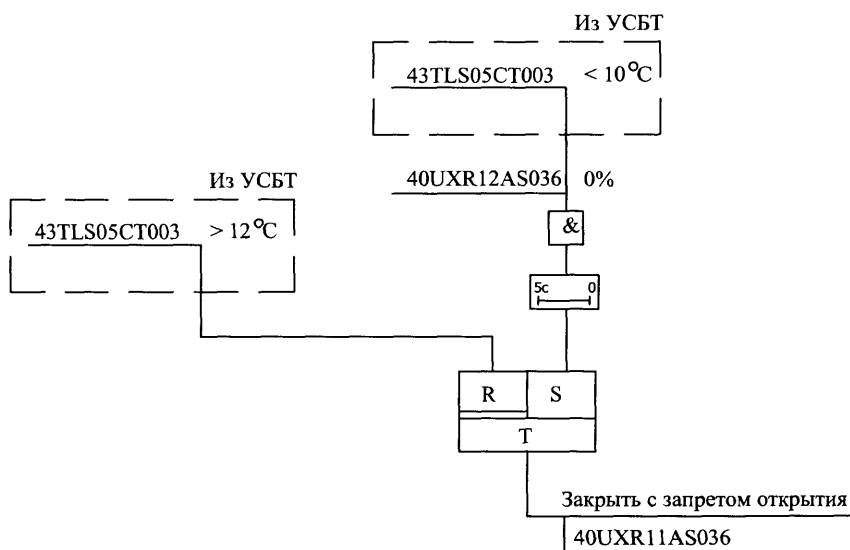 Из УСБТ
43TLS05CT003 < 10°C
40UXR12AS036 0%
Из УСБТ
43TLS05CT003 > 12°C
&
5с 0
R S
T
Закрыть с запретом открытия
40UXR11AS036